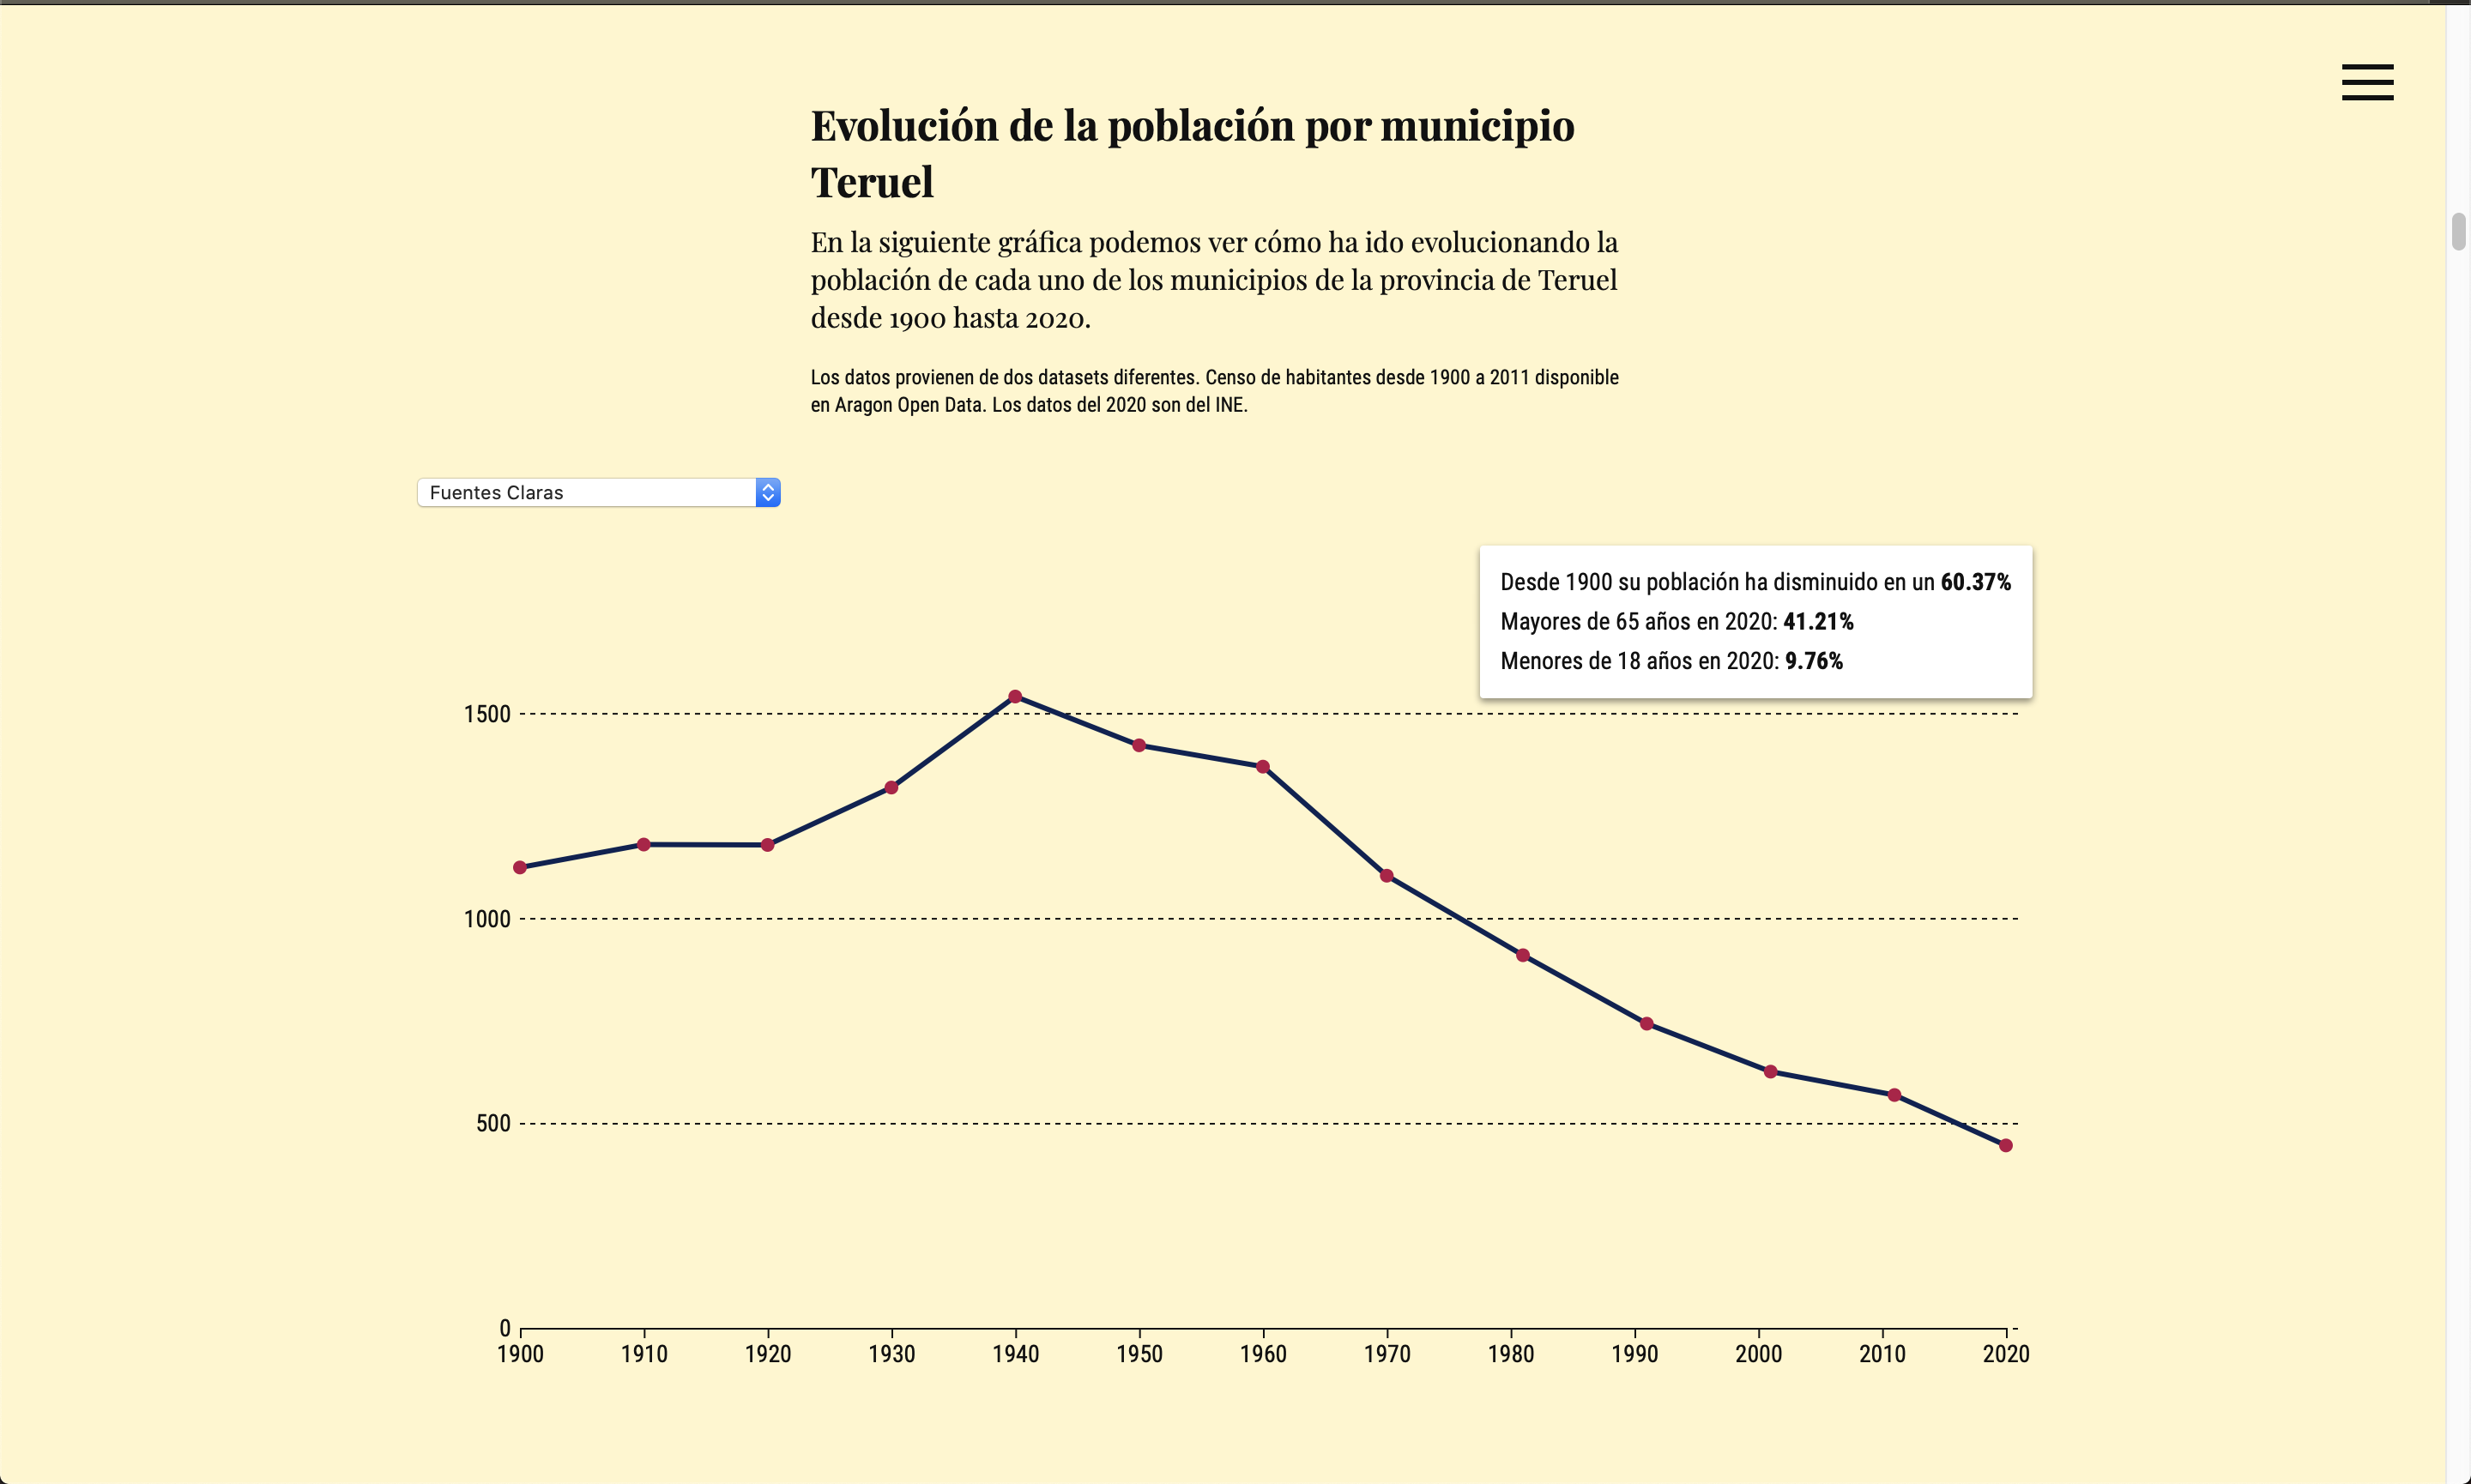 Evolución de la población por municipio
Teruel
En la siguiente gráfica podemos ver cómo ha ido evolucionando la
población de cada uno de los municipios de la provincia de Teruel
desde 1900 hasta 2020.
Los datos provienen de dos datasets diferentes. Censo de habitantes desde 1900 a 2011 disponible
en Aragon Open Data. Los datos del 2020 son del INE.
Fuentes Claras
Desde 1900 su población ha disminuido en un 60.37%
Mayores de 65 años en 2020: 41.21%
Menores de 18 años en 2020: 9.76%
1500
1000
500
0
1900 1910 1920 1930 1940 1950 1960 1970 1980 1990 2000 2010 2020